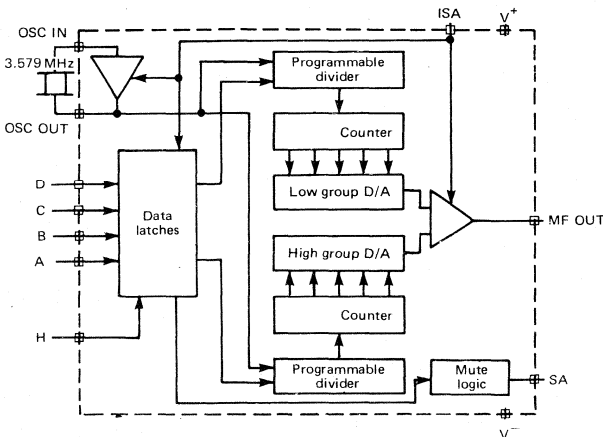 ISA
V+
OSC IN
3.579 MHz
OSC OUT
Programmable
divider
Counter
Low group D/A
D
C
B
A
Data
latches
MF OUT
High group D/A
Counter
H
Programmable
divider
Mute
logic
SA
V−